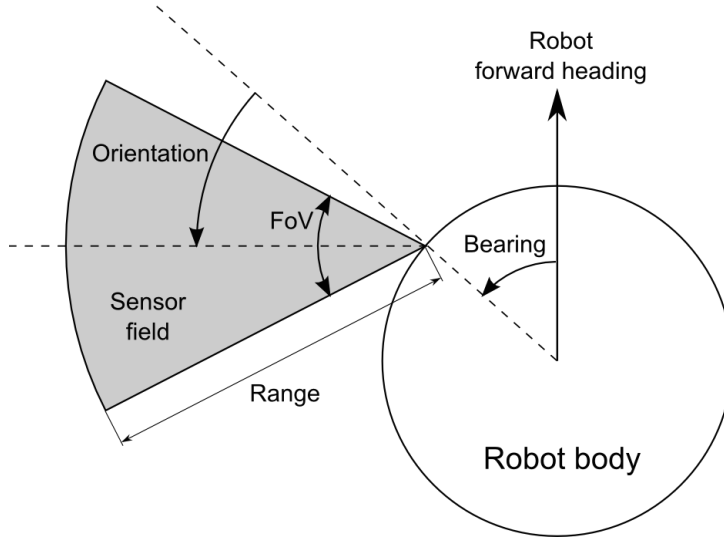 Robot
forward heading
Orientation
FoV
Bearing
Sensor
field
Range
Robot body